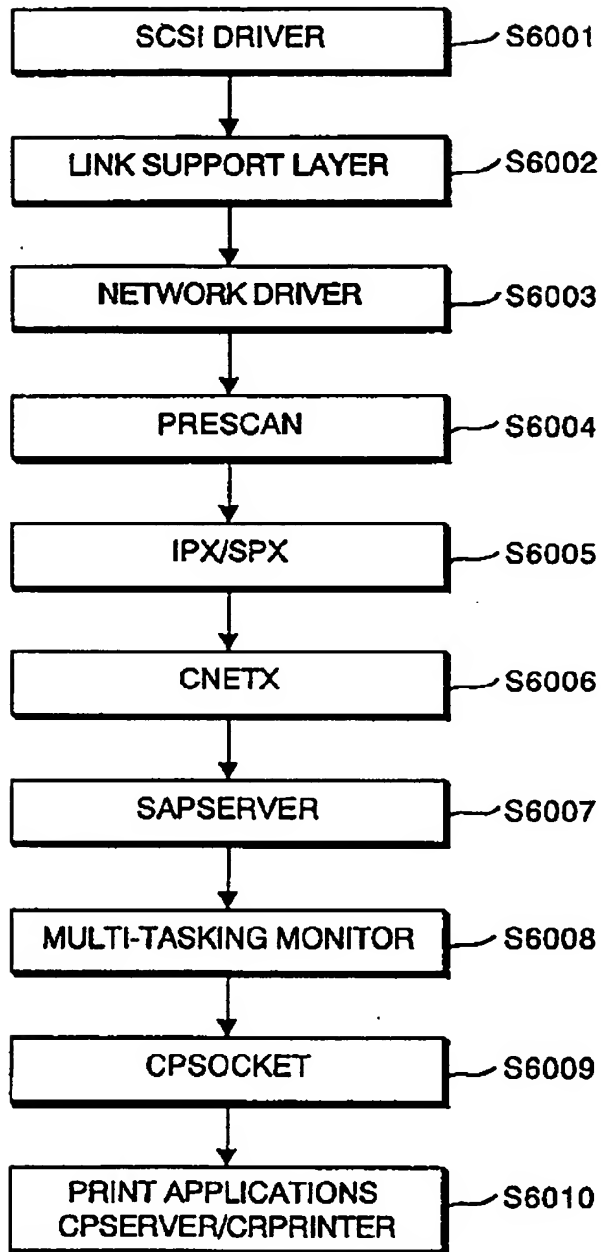 SCSI DRIVER S6001
LINK SUPPORT LAYER S6002
NETWORK DRIVER S6003
PRESCAN S6004
IPX/SPX S6005
CNETX S6006
SAPSERVER S6007
MULTI-TASKING MONITOR S6008
CPSOCKET S6009
PRINT APPLICATIONS S6010
CPSERVER/CRPRINTER